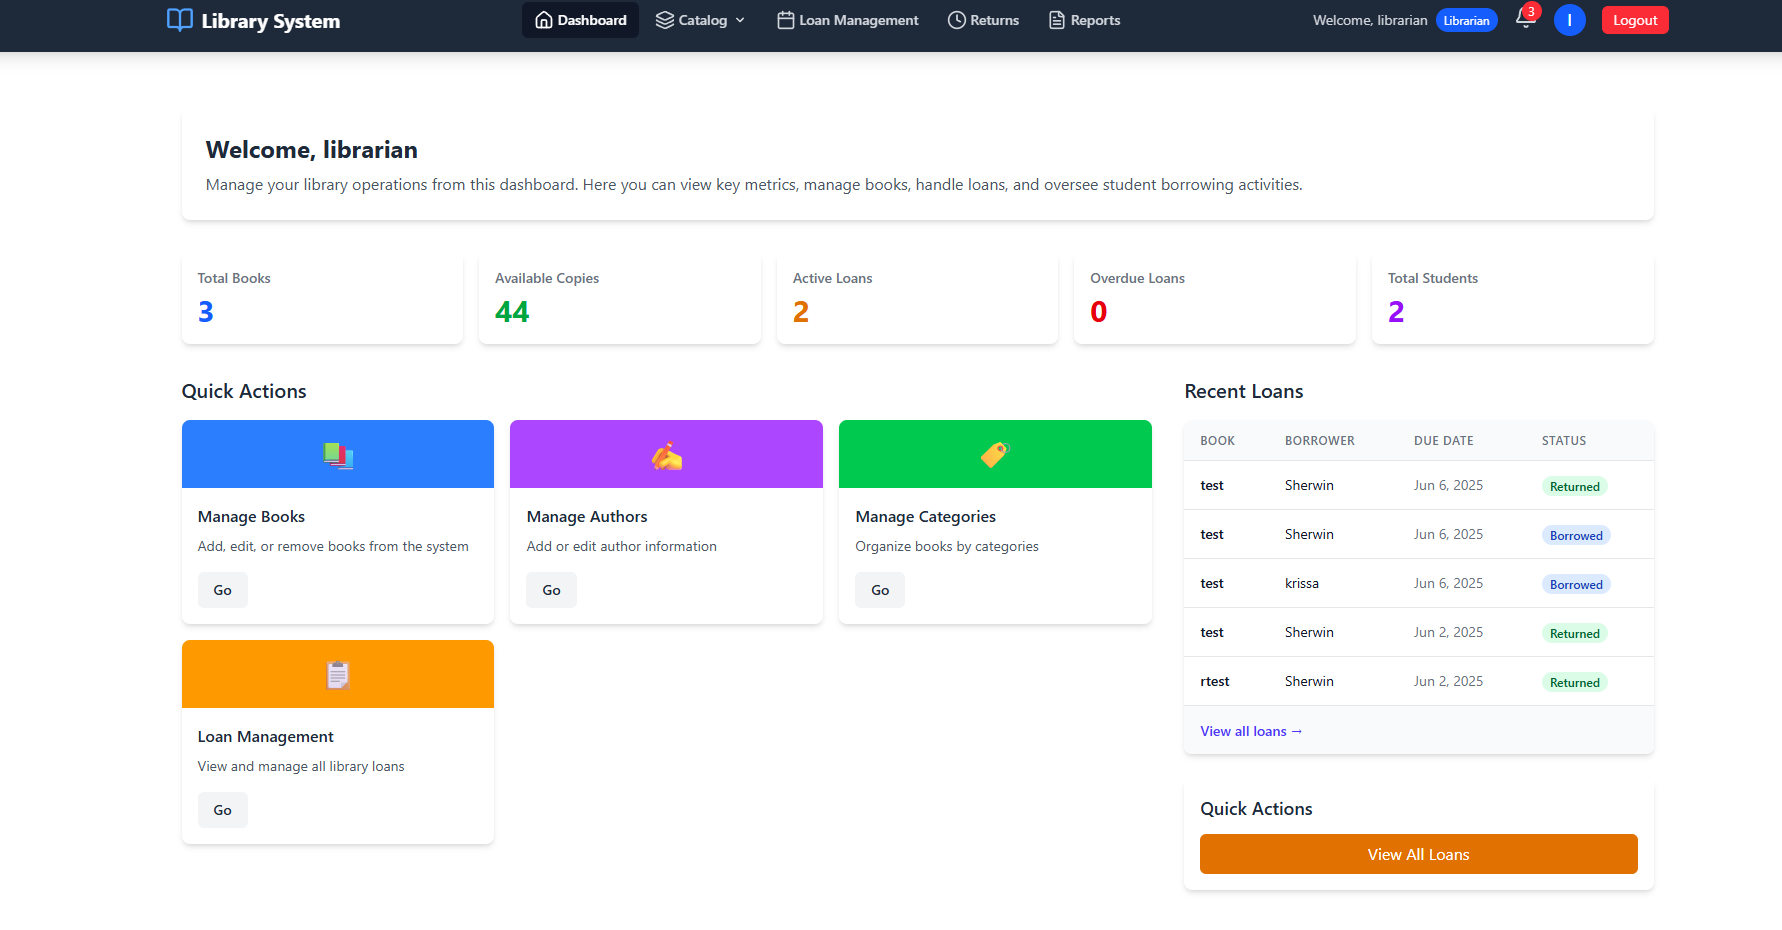 Library System
Dashboard
Catalog
Loan Management
Returns
Reports
Welcome, librarian
Librarian
3
l
Logout
Welcome, librarian
Manage your library operations from this dashboard. Here you can view key metrics, manage books, handle loans, and oversee student borrowing activities.
Total Books
3
Available Copies
44
Active Loans
2
Overdue Loans
0
Total Students
2
Quick Actions
Manage Books
Add, edit, or remove books from the system
Go
Manage Authors
Add or edit author information
Go
Manage Categories
Organize books by categories
Go
Loan Management
View and manage all library loans
Go
Recent Loans
BOOK BORROWER DUE DATE STATUS
test Sherwin Jun 6, 2025 Returned
test Sherwin Jun 6, 2025 Borrowed
test krissa Jun 6, 2025 Borrowed
test Sherwin Jun 2, 2025 Returned
rtest Sherwin Jun 2, 2025 Returned
View all loans →
Quick Actions
View All Loans